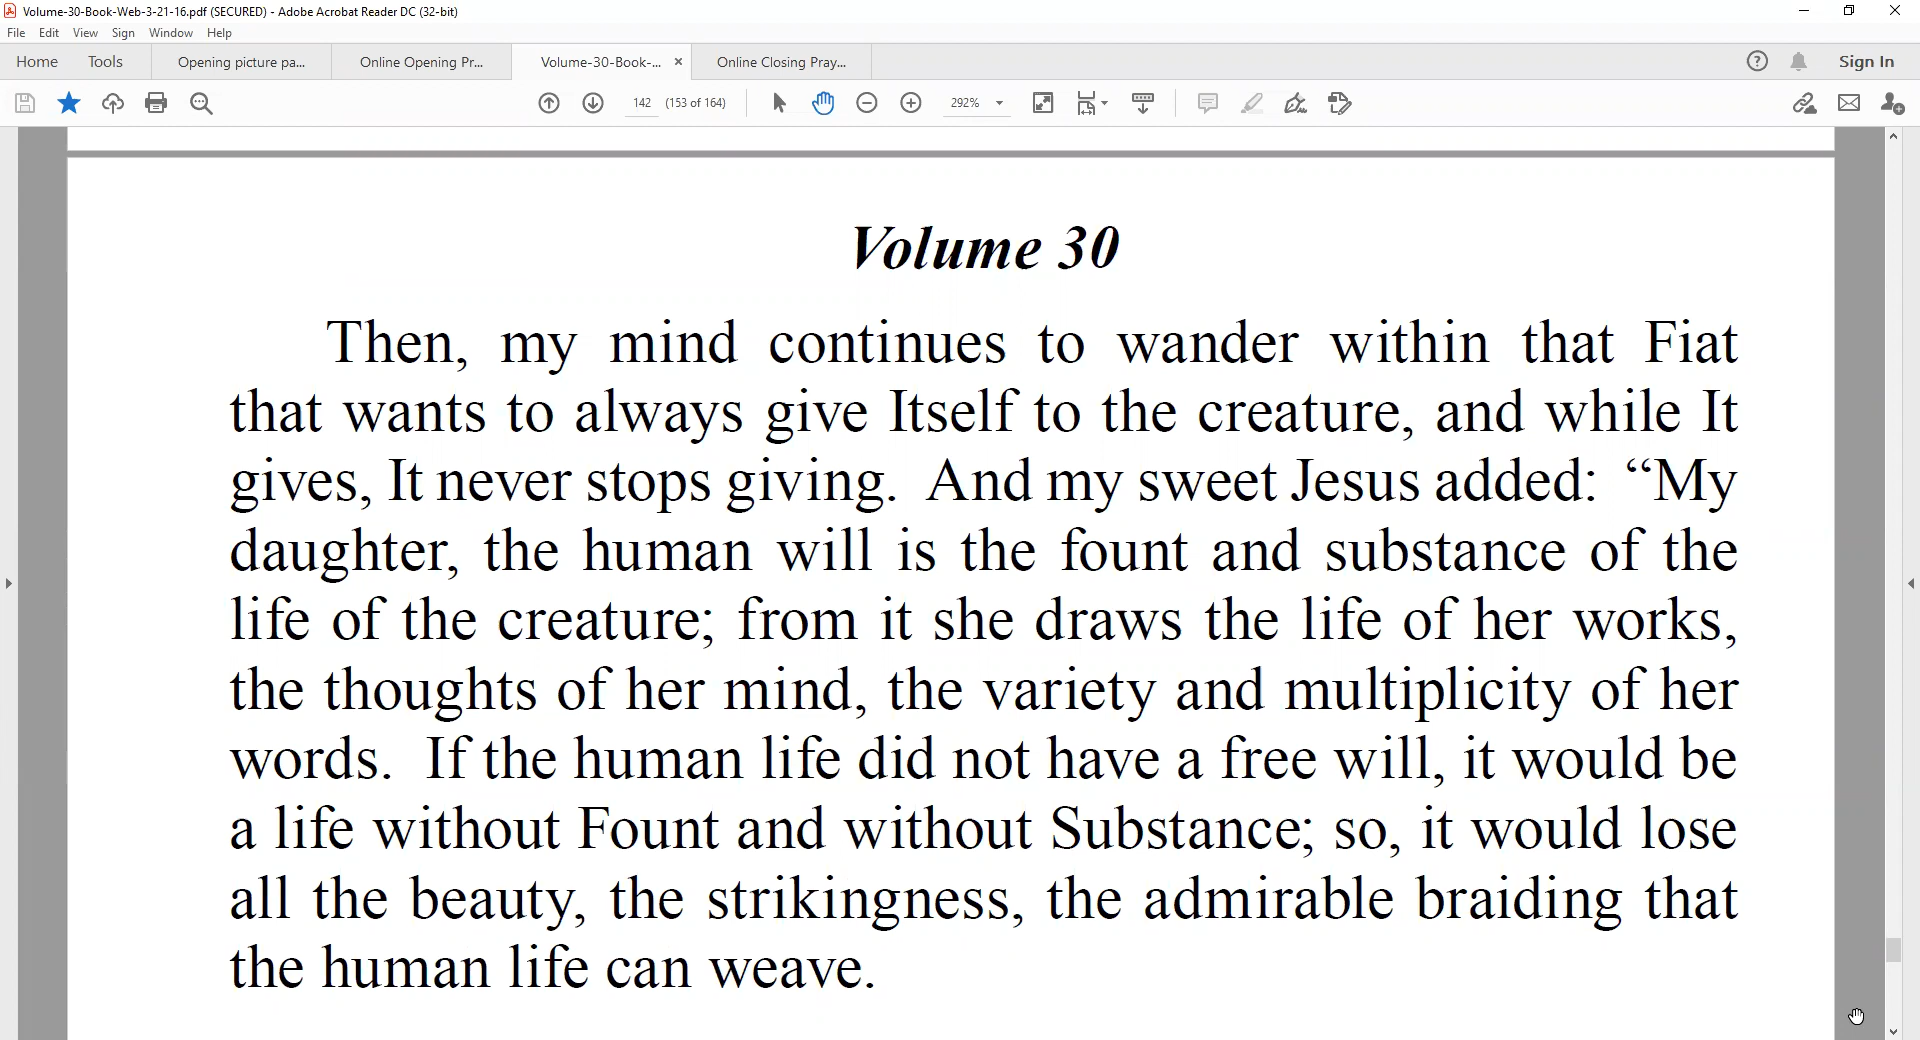 Volume-30-Book-Web-3-21-16.pdf (SECURED) - Adobe Acrobat Reader DC (32-bit)
File Edit View Sign Window Help
Home Tools Opening picture pa... Online Opening Pr... Volume-30-Book-... × Online Closing Pray... Sign In
142 (153 of 164) 292%
Volume 30
Then, my mind continues to wander within that Fiat
that wants to always give Itself to the creature, and while It
gives, It never stops giving. And my sweet Jesus added: “My
daughter, the human will is the fount and substance of the
life of the creature; from it she draws the life of her works,
the thoughts of her mind, the variety and multiplicity of her
words. If the human life did not have a free will, it would be
a life without Fount and without Substance; so, it would lose
all the beauty, the strikingness, the admirable braiding that
the human life can weave.